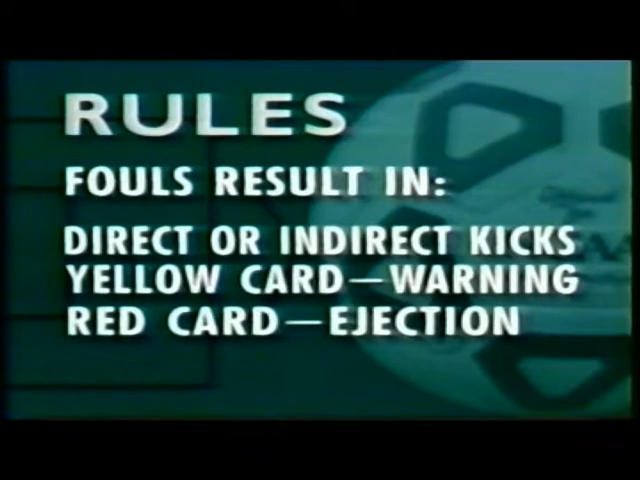 RULES
FOULS RESULT IN:
DIRECT OR INDIRECT KICKS
YELLOW CARD—WARNING
RED CARD—EJECTION